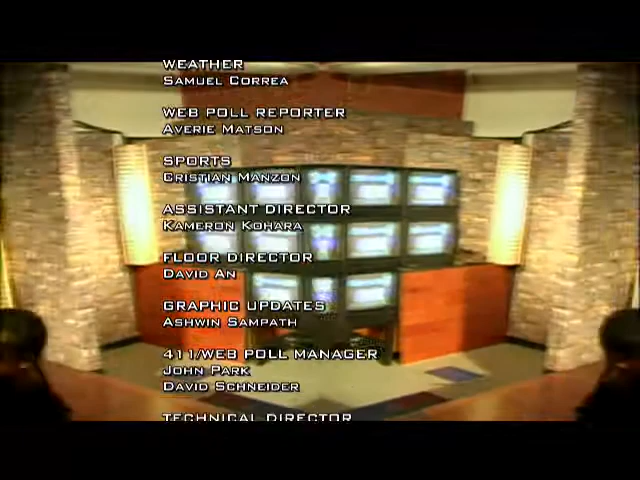 WEATHER
SAMUEL CORREA
WEB POLL REPORTER
AVERIE MATSON
SPORTS
CRISTIAN MANZON
ASSISTANT DIRECTOR
KAMERON KOHARA
FLOOR DIRECTOR
DAVID AN
GRAPHIC UPDATES
ASHWIN SAMPATH
411/WEB POLL MANAGER
JOHN PARK
DAVID SCHNEIDER
TECHNICAL DIRECTOR